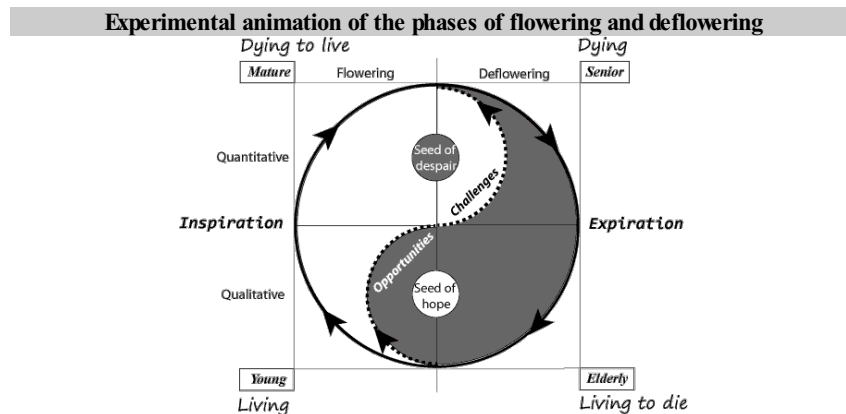 Experimental animation of the phases of flowering and deflowering
Dying to live
Dying
Mature
Flowering
Deflowering
Senior
Quantitative
Seed of
despair
Challenges
Inspiration
Expiration
Opportunities
Qualitative
Seed of
hope
Young
Elderly
Living
Living to die